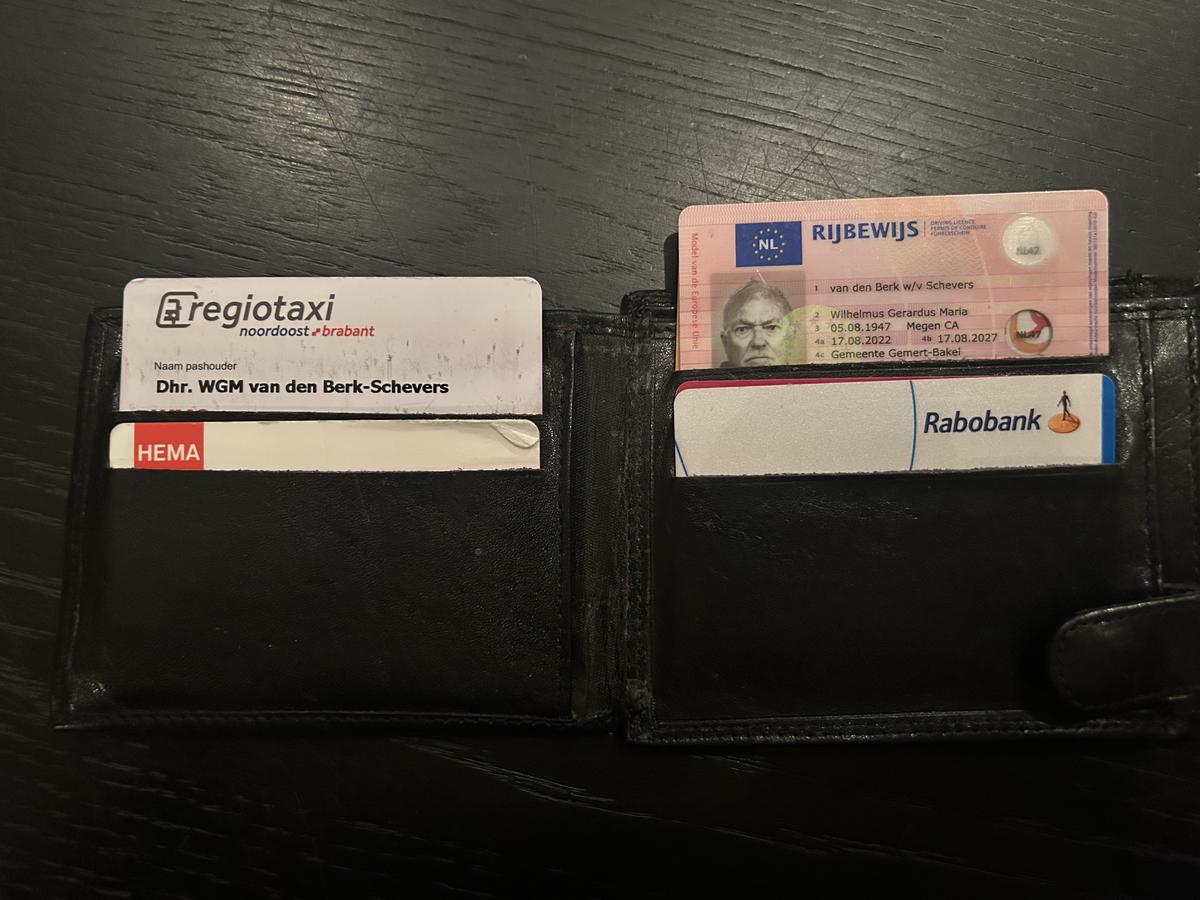 regiotaxi
noordoost brabant
Naam pashouder
Dhr. WGM van den Berk-Schevers
HEMA
NL
RIJBEWIJS
DRIVING LICENCE
PERMIS DE CONDUIRE
FÜHRERSCHEIN
Model van de Europese Unie
1 van den Berk w/v Schevers
2 Wilhelmus Gerardus Maria
3 05.08.1947 Megen CA
4a 17.08.2022 4b 17.08.2027
4c Gemeente Gemert-Bakel
Rabobank